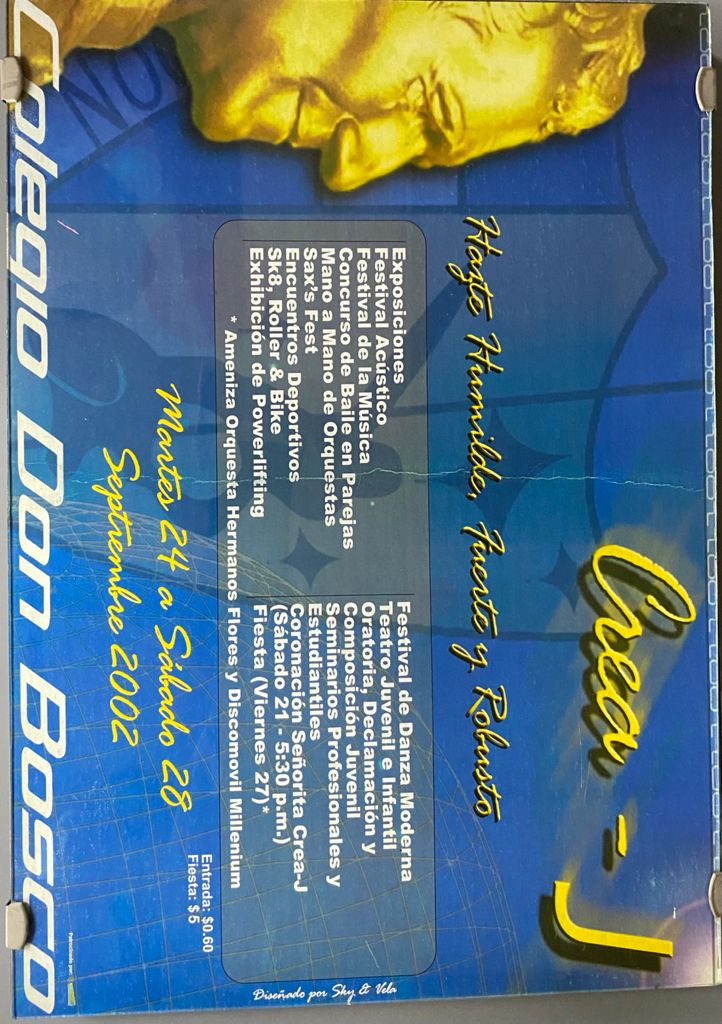 Crea - J
Hazte Humilde, Fuerte y Robusto
Exposiciones
Festival Acústico
Festival de la Música
Concurso de Baile en Parejas
Mano a Mano de Orquestas
Sax's Fest
Encuentros Deportivos
Sk8, Roller & Bike
Exhibición de Powerlifting
Festival de Danza Moderna
Teatro Juvenil e Infantil
Oratoria, Declamación y
Composición Juvenil
Seminarios Profesionales y
Estudiantiles
Coronación Señorita Crea-J
(Sábado 21 - 5:30 p.m.)
Fiesta (Viernes 27)*
* Ameniza Orquesta Hermanos Flores y Discomovil Millenium
Martes 24 a Sábado 28
Septiembre 2002
Entrada: $0.60
Fiesta: $5
Colegio Don Bosco
Diseñado por Sky & Vela
Patrocinado por: